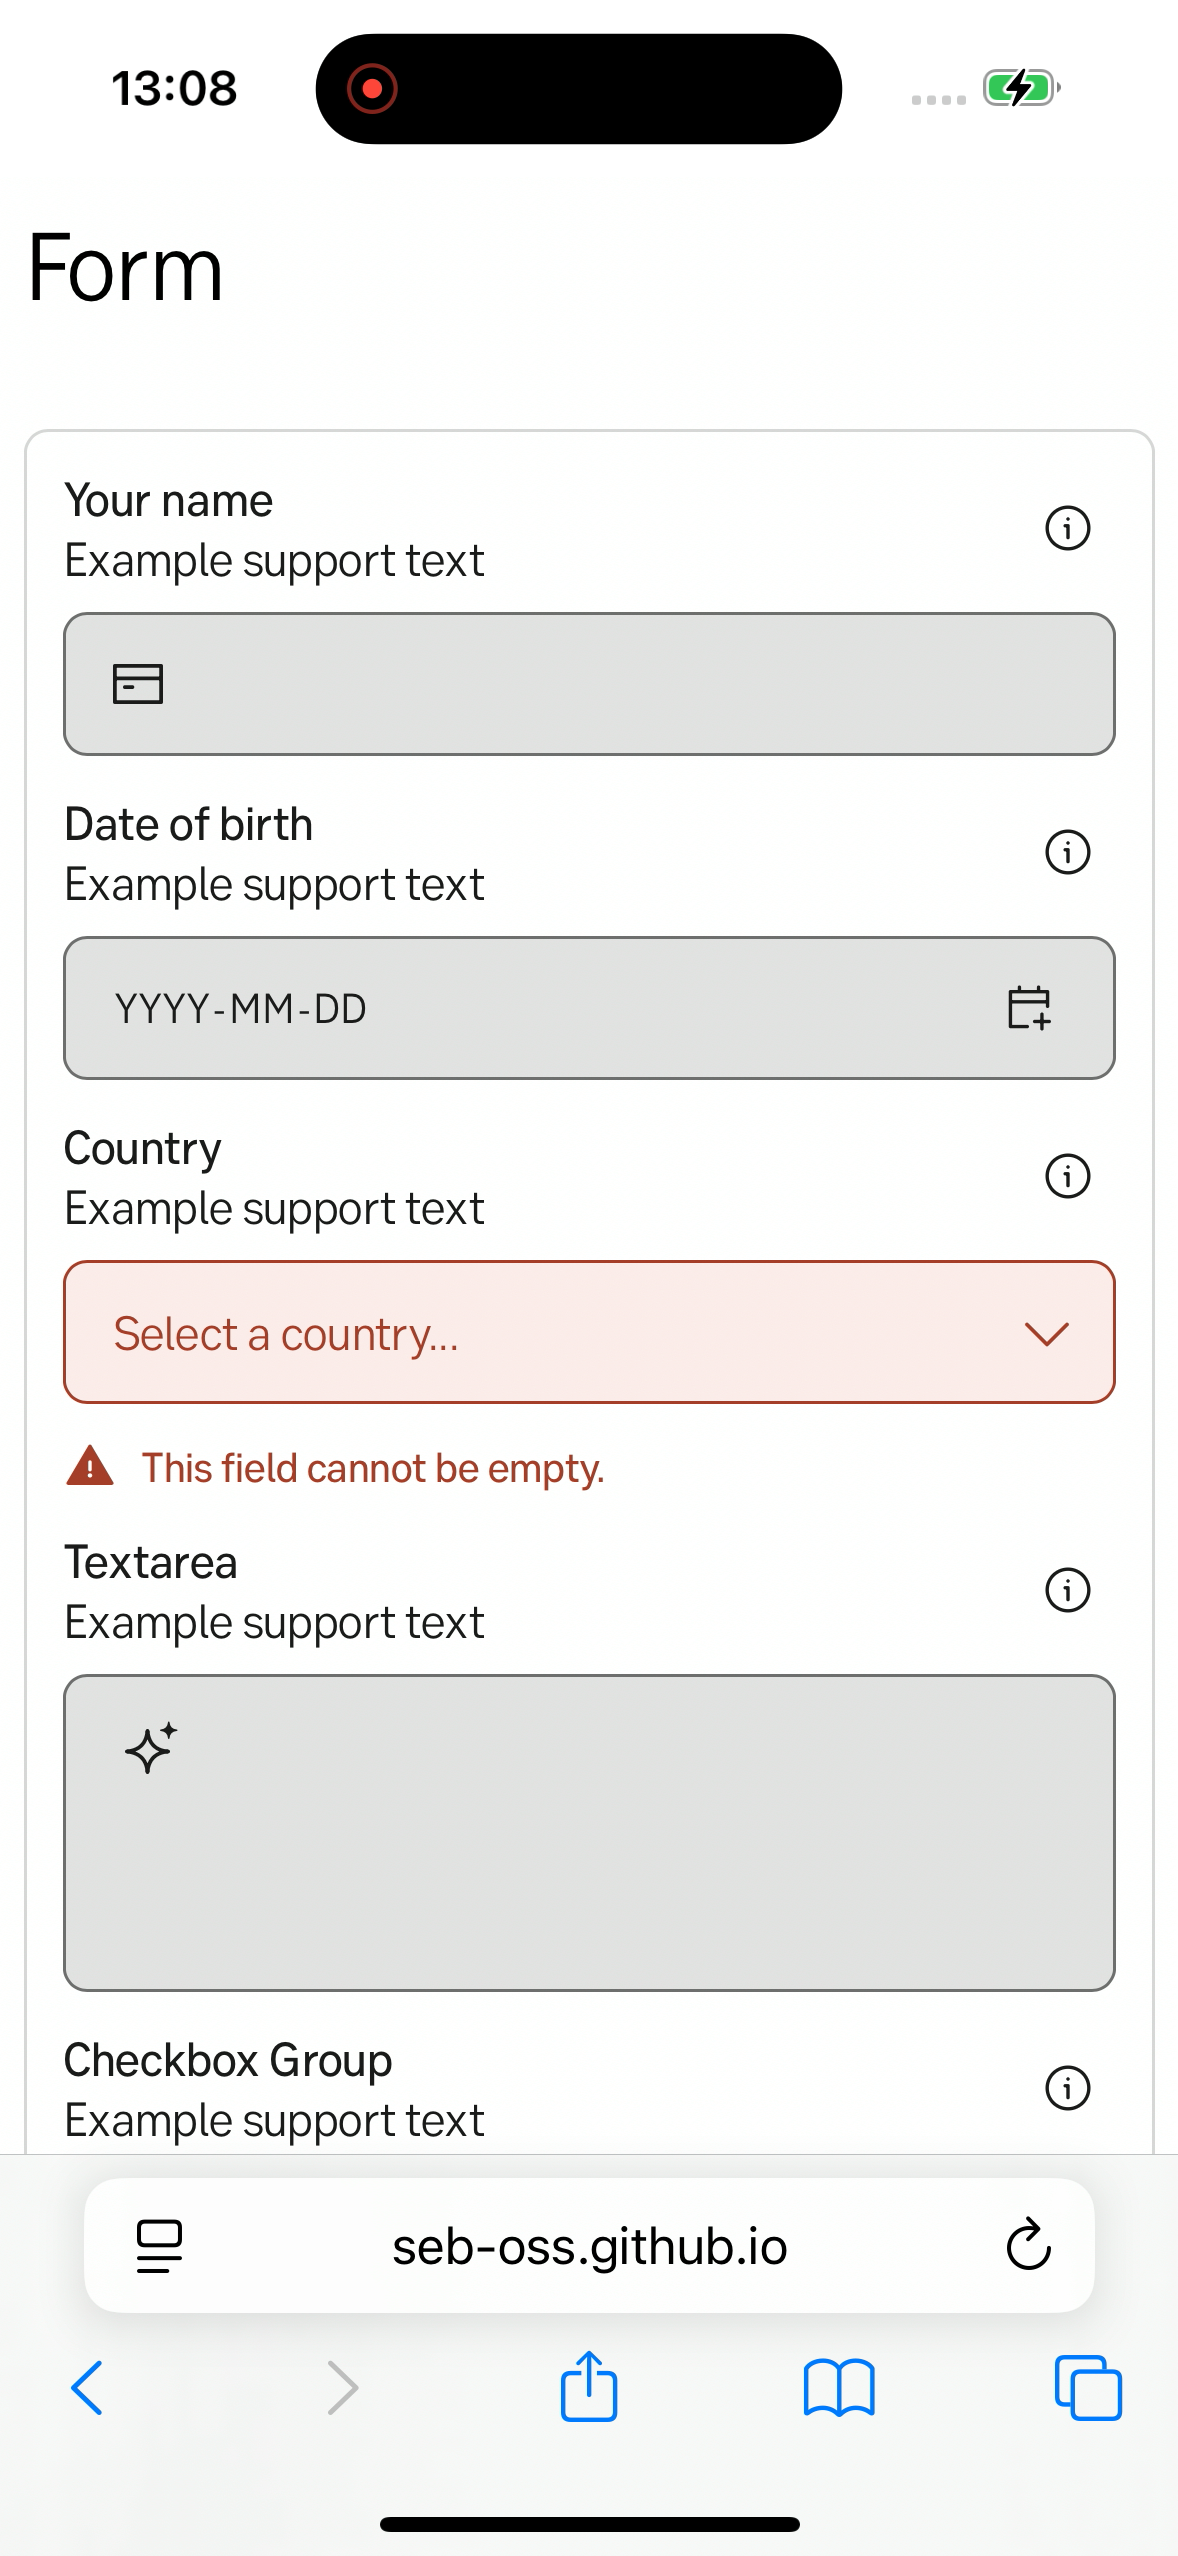 13:08
Form
Your name
Example support text
Date of birth
Example support text
YYYY-MM-DD
Country
Example support text
Select a country...
This field cannot be empty.
Textarea
Example support text
Checkbox Group
Example support text
seb-oss.github.io